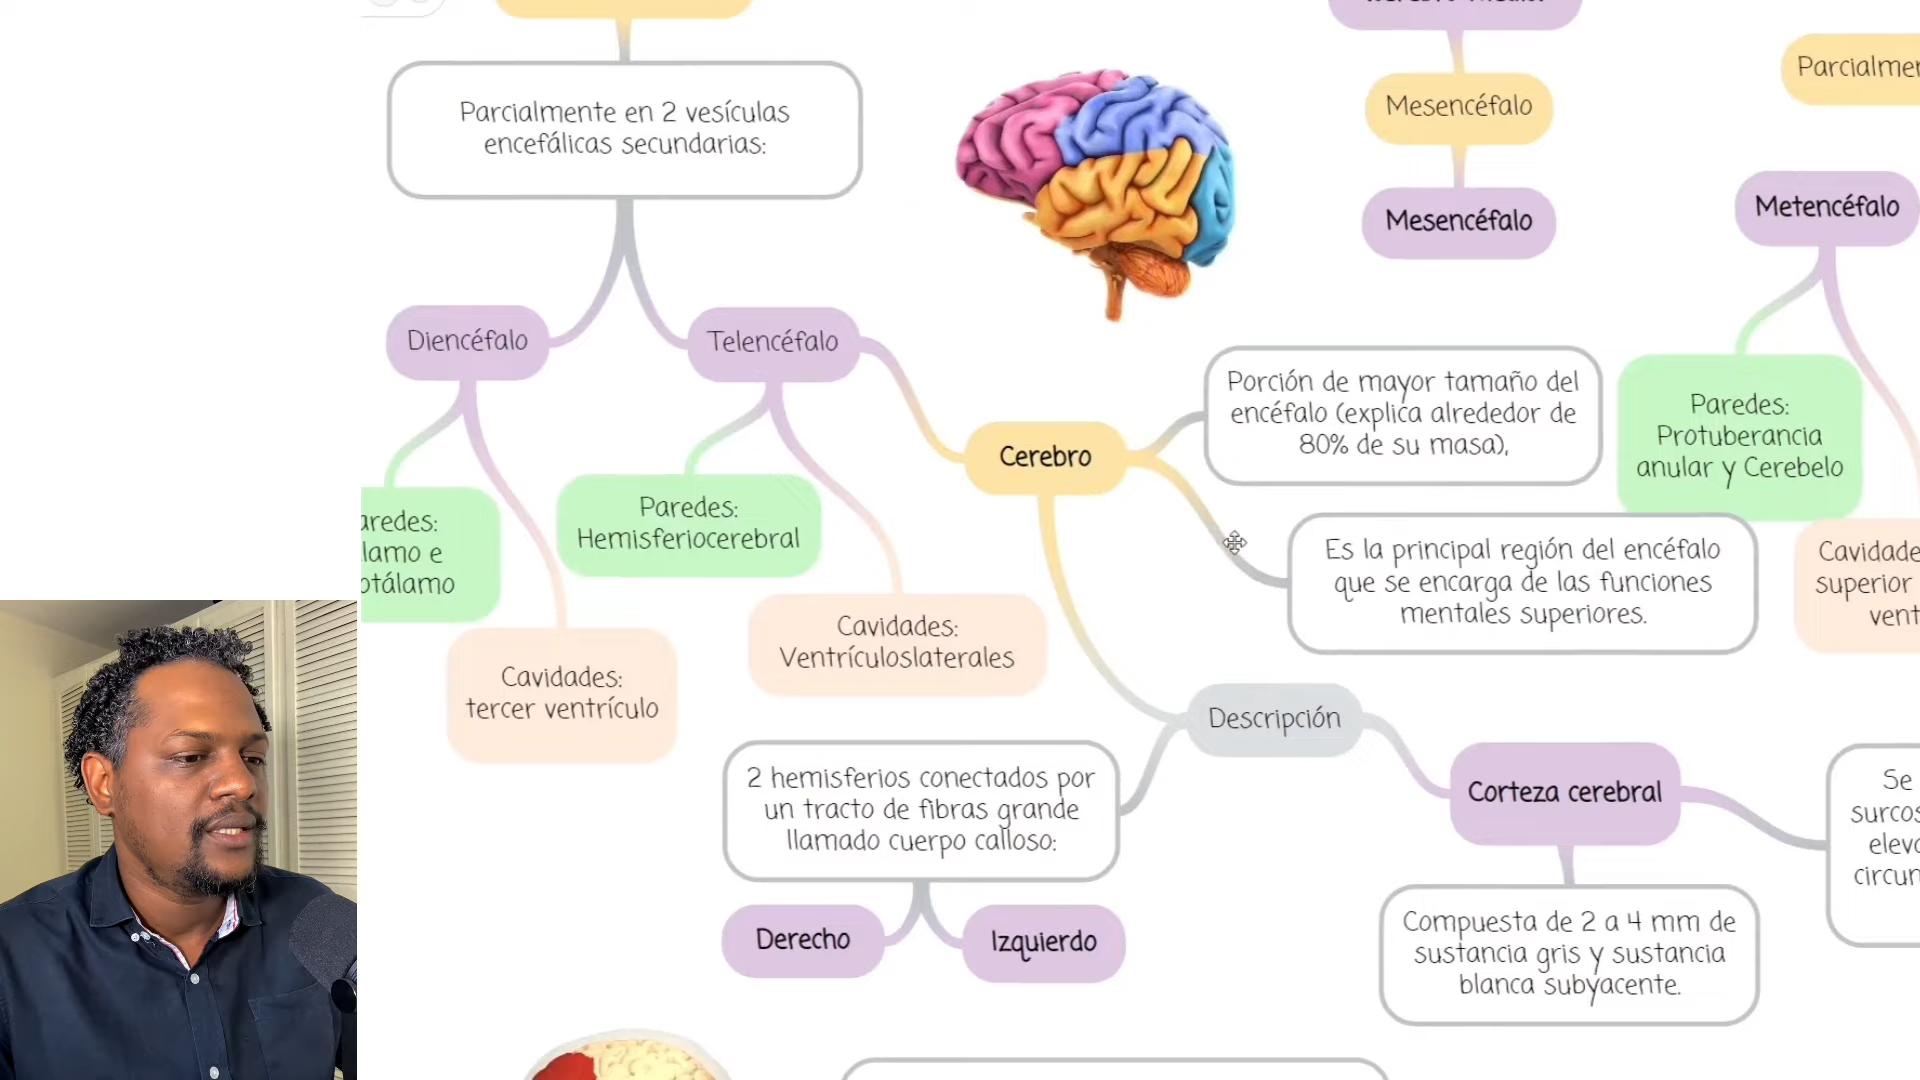 Parcialmente en 2 vesículas
encefálicas secundarias:
Mesencéfalo
Mesencéfalo
Metencéfalo
Diencéfalo
Telencéfalo
Cerebro
Porción de mayor tamaño del
encéfalo (explica alrededor de
80% de su masa),
Paredes:
Protuberancia
anular y Cerebelo
Paredes:
Hemisferiocerebral
Es la principal región del encéfalo
que se encarga de las funciones
mentales superiores.
superior
Cavidades:
Ventrículoslaterales
Cavidades:
tercer ventrículo
Descripción
2 hemisferios conectados por
un tracto de fibras grande
llamado cuerpo calloso:
Derecho
Izquierdo
Corteza cerebral
Se
Compuesta de 2 a 4 mm de
sustancia gris y sustancia
blanca subyacente.